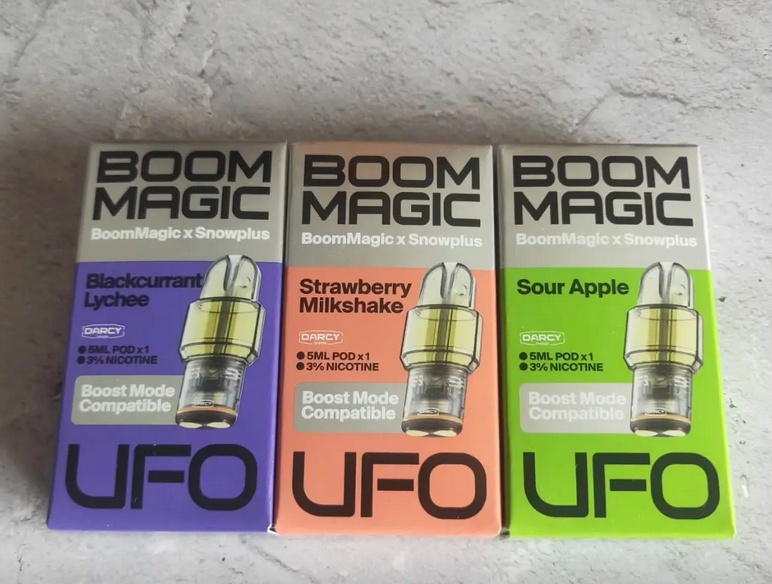 BOOM
MAGIC
BoomMagic x Snowplus
Blackcurrant
Lychee
DARCY
5ML POD x 1
3% NICOTINE
Boost Mode
Compatible
UFO
BOOM
MAGIC
BoomMagic x Snowplus
Strawberry
Milkshake
DARCY
5ML POD x 1
3% NICOTINE
Boost Mode
Compatible
UFO
BOOM
MAGIC
BoomMagic x Snowplus
Sour Apple
DARCY
5ML POD x 1
3% NICOTINE
Boost Mode
Compatible
UFO